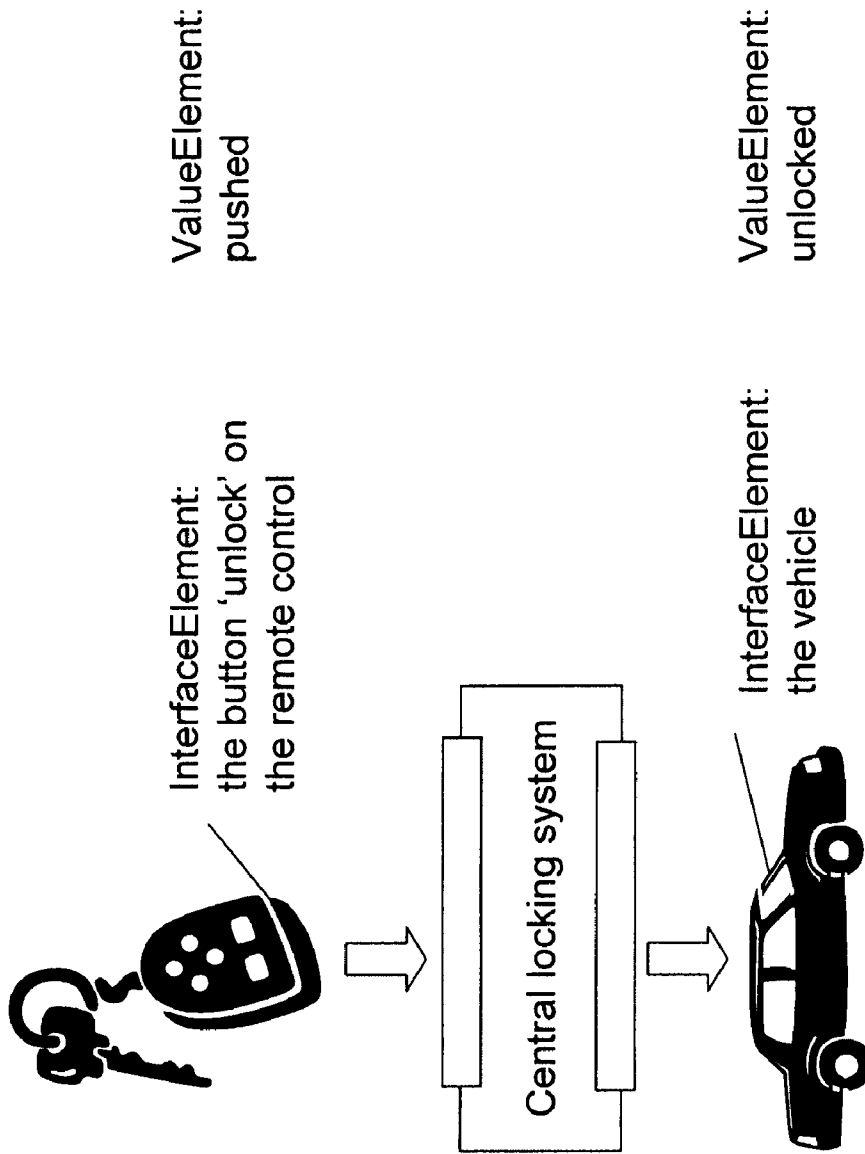 InterfaceElement:
the button ‘unlock’ on
the remote control
ValueElement:
pushed
Central locking system
InterfaceElement:
the vehicle
ValueElement:
unlocked